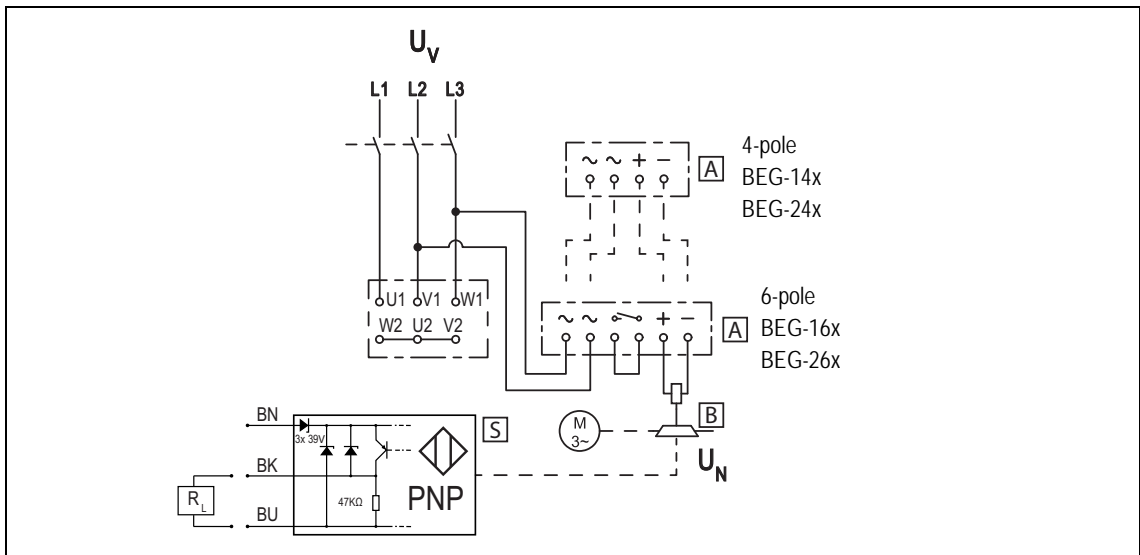 U_V
L1 L2 L3
4-pole
BEG-14x
BEG-24x
∼ ∼ + −
A
U1 V1 W1
W2 U2 V2
6-pole
BEG-16x
BEG-26x
∼ ∼ + −
A
BN
3x 39V
S
M
3~
B
U_N
BK
R_L
47KΩ
PNP
BU